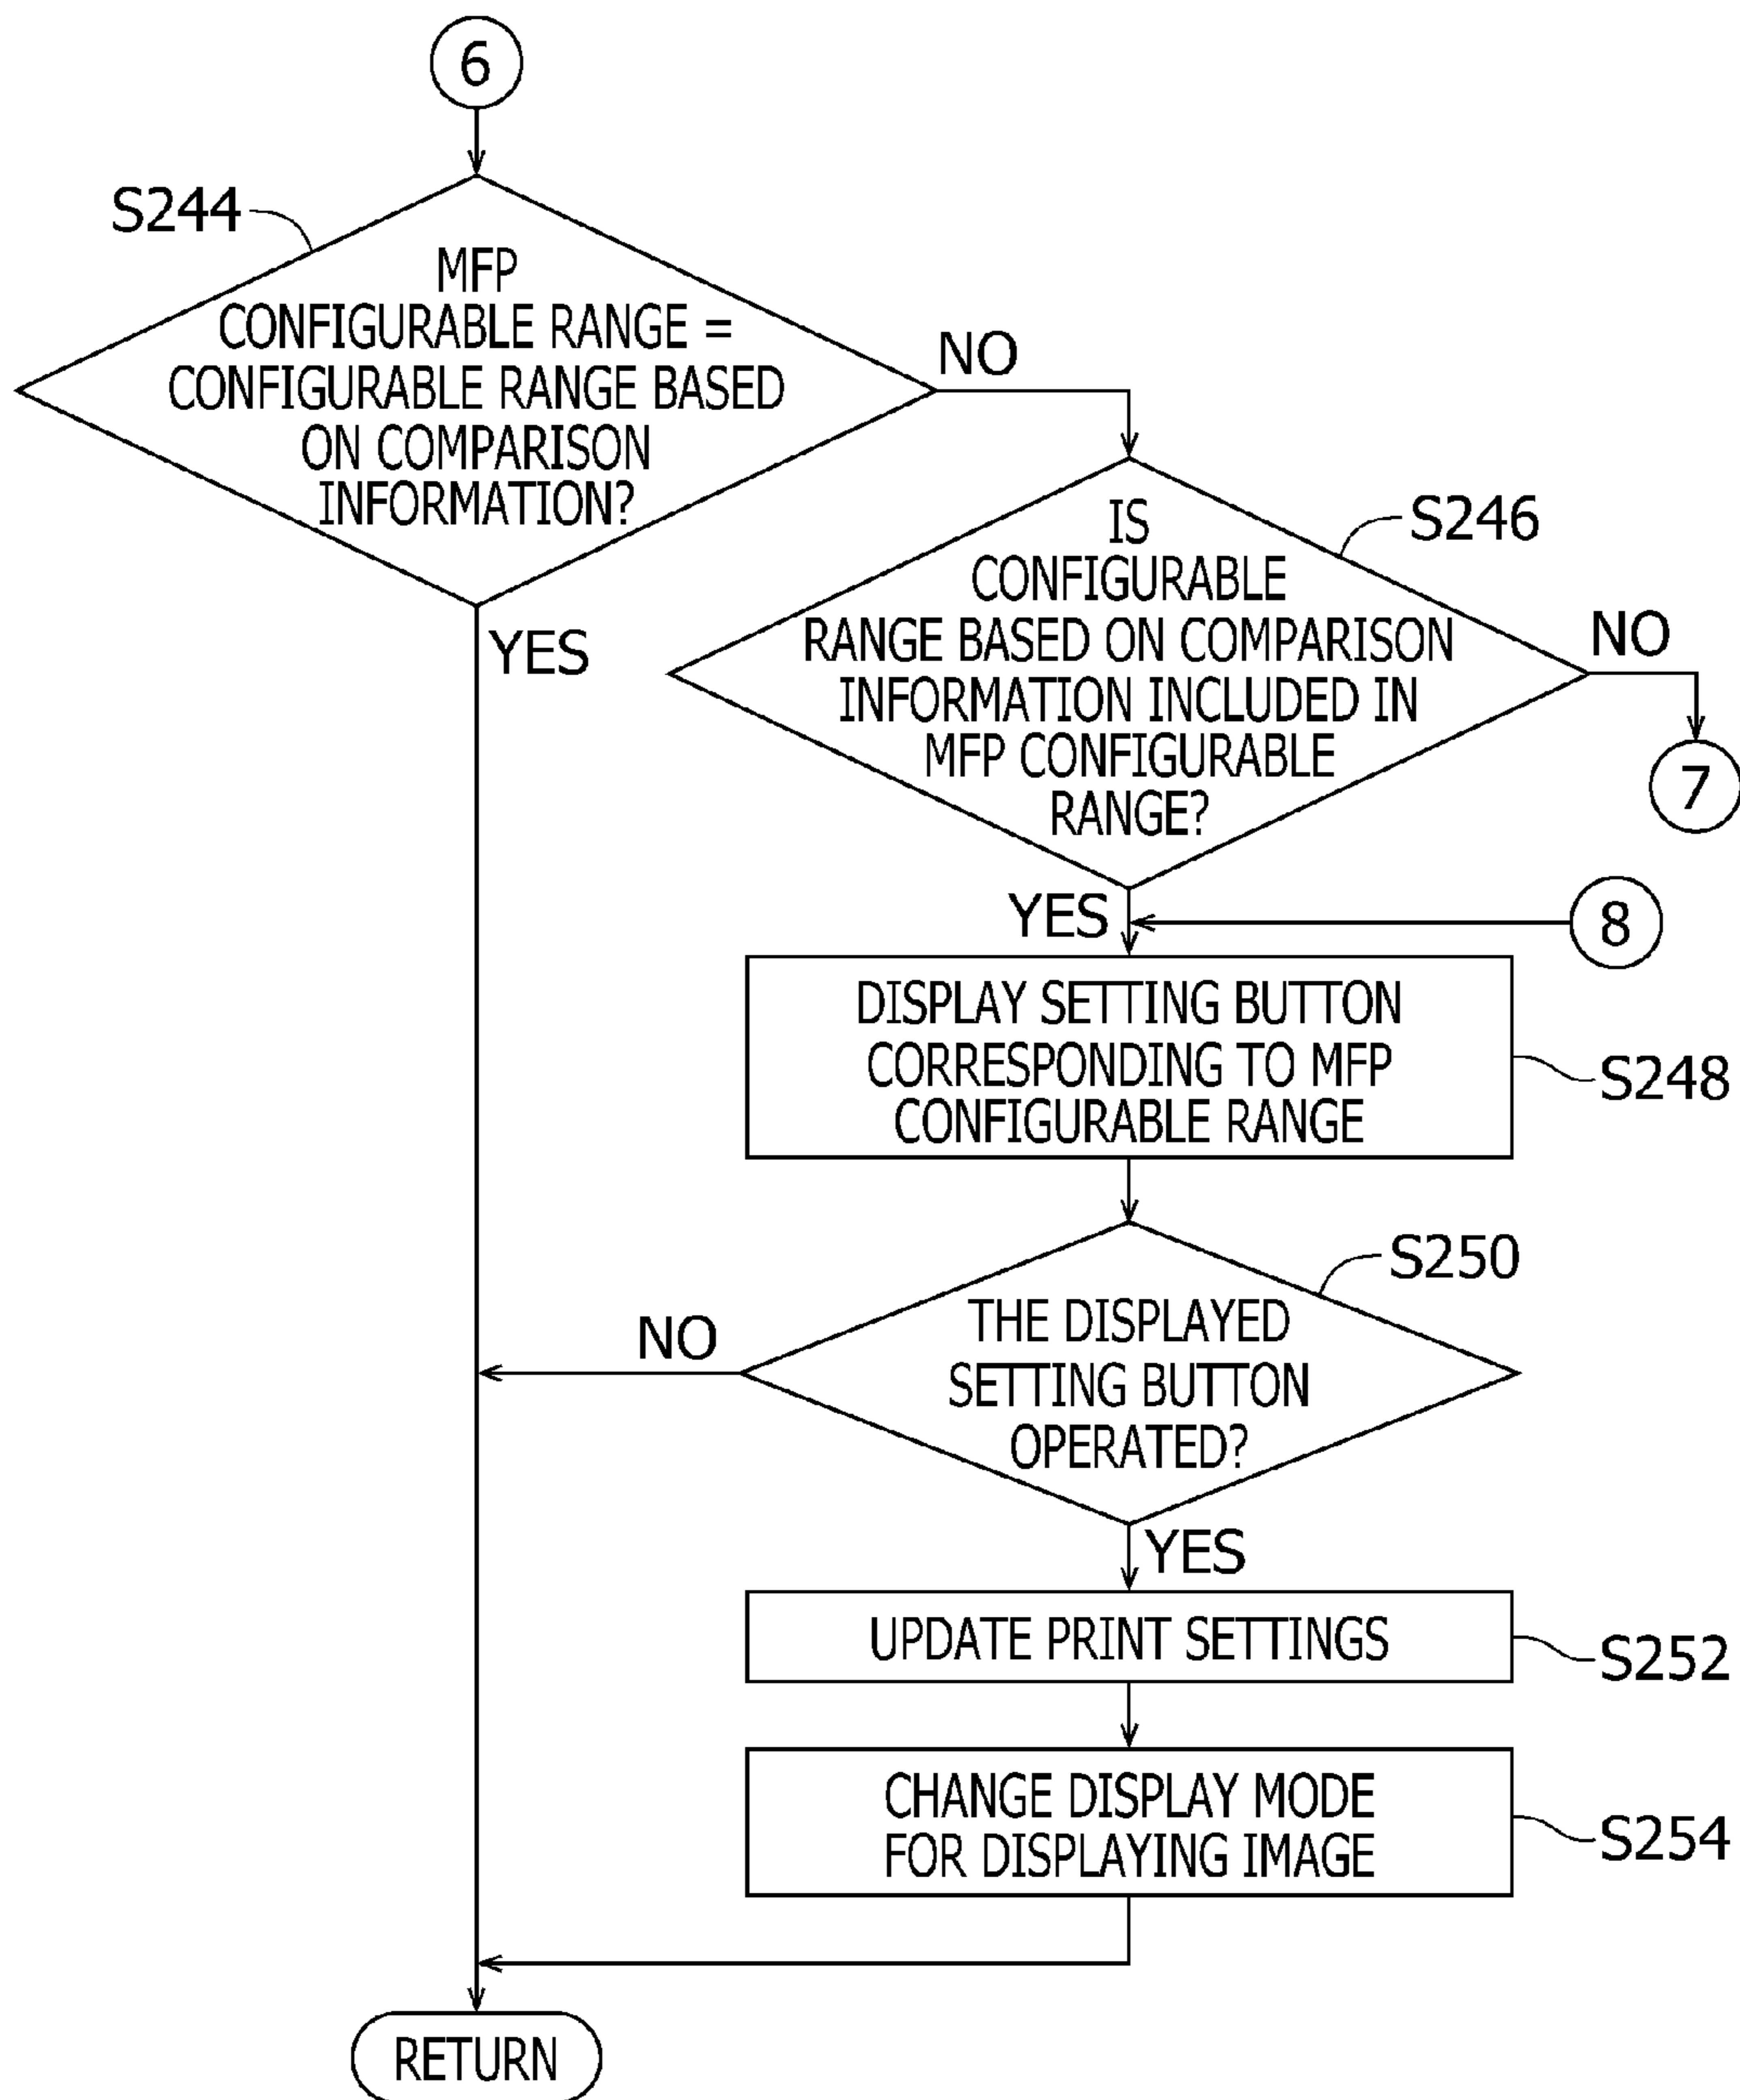 6
S244
MFP
CONFIGURABLE RANGE =
CONFIGURABLE RANGE BASED
ON COMPARISON
INFORMATION?
NO
YES
S246
IS
CONFIGURABLE
RANGE BASED ON COMPARISON
INFORMATION INCLUDED IN
MFP CONFIGURABLE
RANGE?
NO
7
YES
8
DISPLAY SETTING BUTTON
CORRESPONDING TO MFP
CONFIGURABLE RANGE
S248
S250
THE DISPLAYED
SETTING BUTTON
OPERATED?
NO
YES
UPDATE PRINT SETTINGS
S252
CHANGE DISPLAY MODE
FOR DISPLAYING IMAGE
S254
RETURN